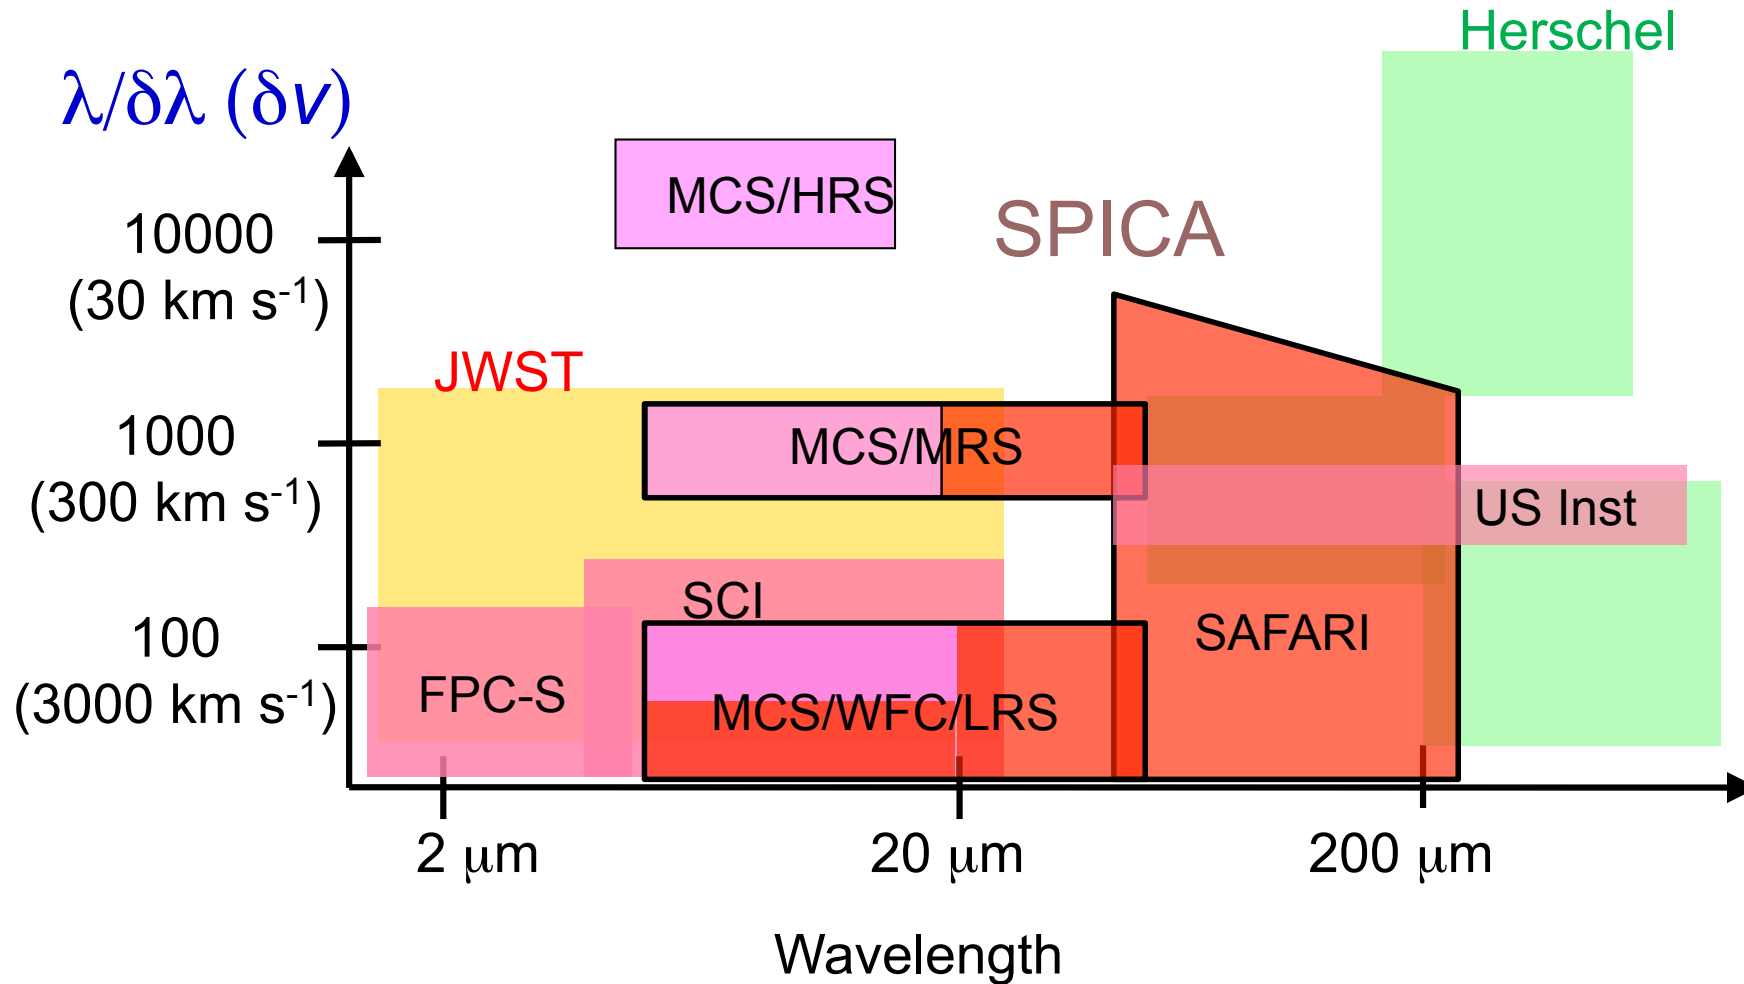 Herschel
λ/δλ (δv)
MCS/HRS
SPICA
10000
(30 km s-1)
JWST
1000
(300 km s-1)
MCS/MRS
US Inst
SCI
100
(3000 km s-1)
SAFARI
FPC-S
MCS/WFC/LRS
2 μm
20 μm
200 μm
Wavelength